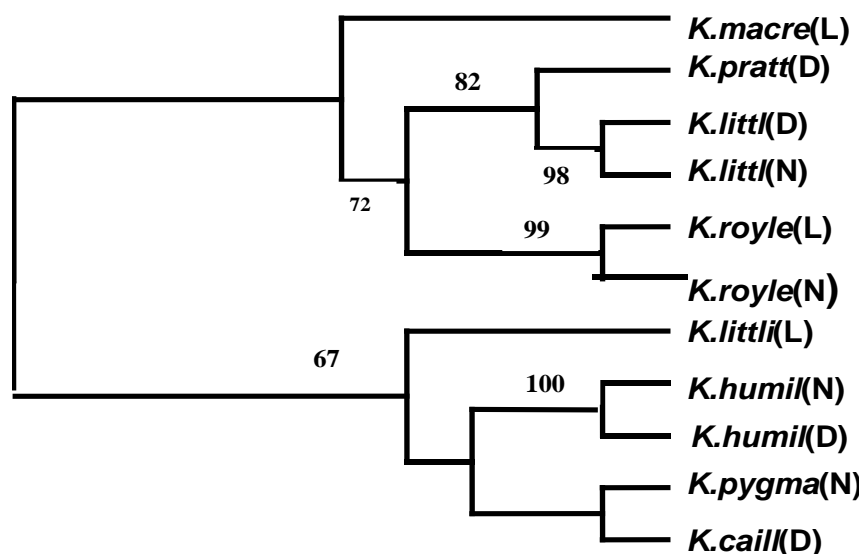 K.macre(L)
K.pratt(D)
82
K.littl(D)
98
K.littl(N)
72
99
K.royle(L)
K.royle(N)
K.littli(L)
67
100
K.humil(N)
K.humil(D)
K.pygma(N)
K.caill(D)